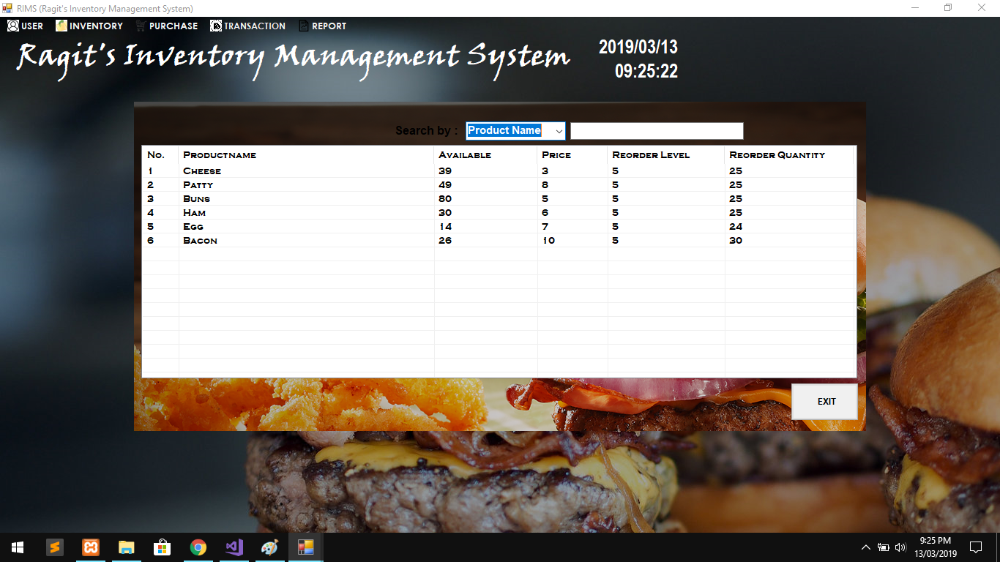 RIMS (Ragit's Inventory Management System)
USER INVENTORY PURCHASE TRANSACTION REPORT
Ragit's Inventory Management System
2019/03/13
09:25:22
Search by : Product Name
No. Productname Available Price Reorder Level Reorder Quantity
1 Cheese 39 3 5 25
2 Patty 49 8 5 25
3 Buns 80 5 5 25
4 Ham 30 6 5 25
5 Egg 14 7 5 24
6 Bacon 26 10 5 30
EXIT
9:25 PM
13/03/2019